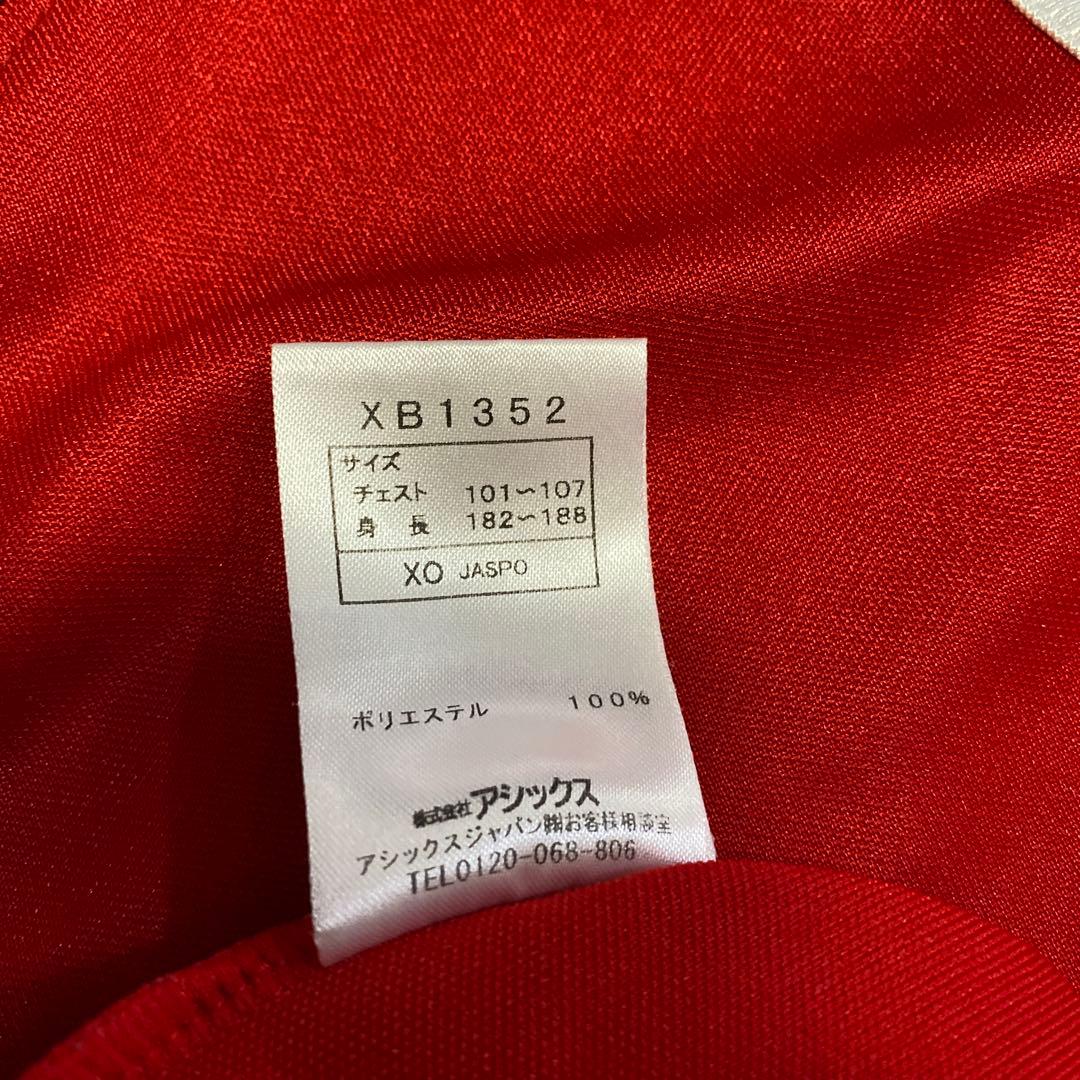 XB1352
サイズ
チェスト 101~107
身長 182~188
XO JASPO
ポリエステル 100%
株式会社アシックス
アシックスジャパン㈱お客様相談室
TEL0120-068-806